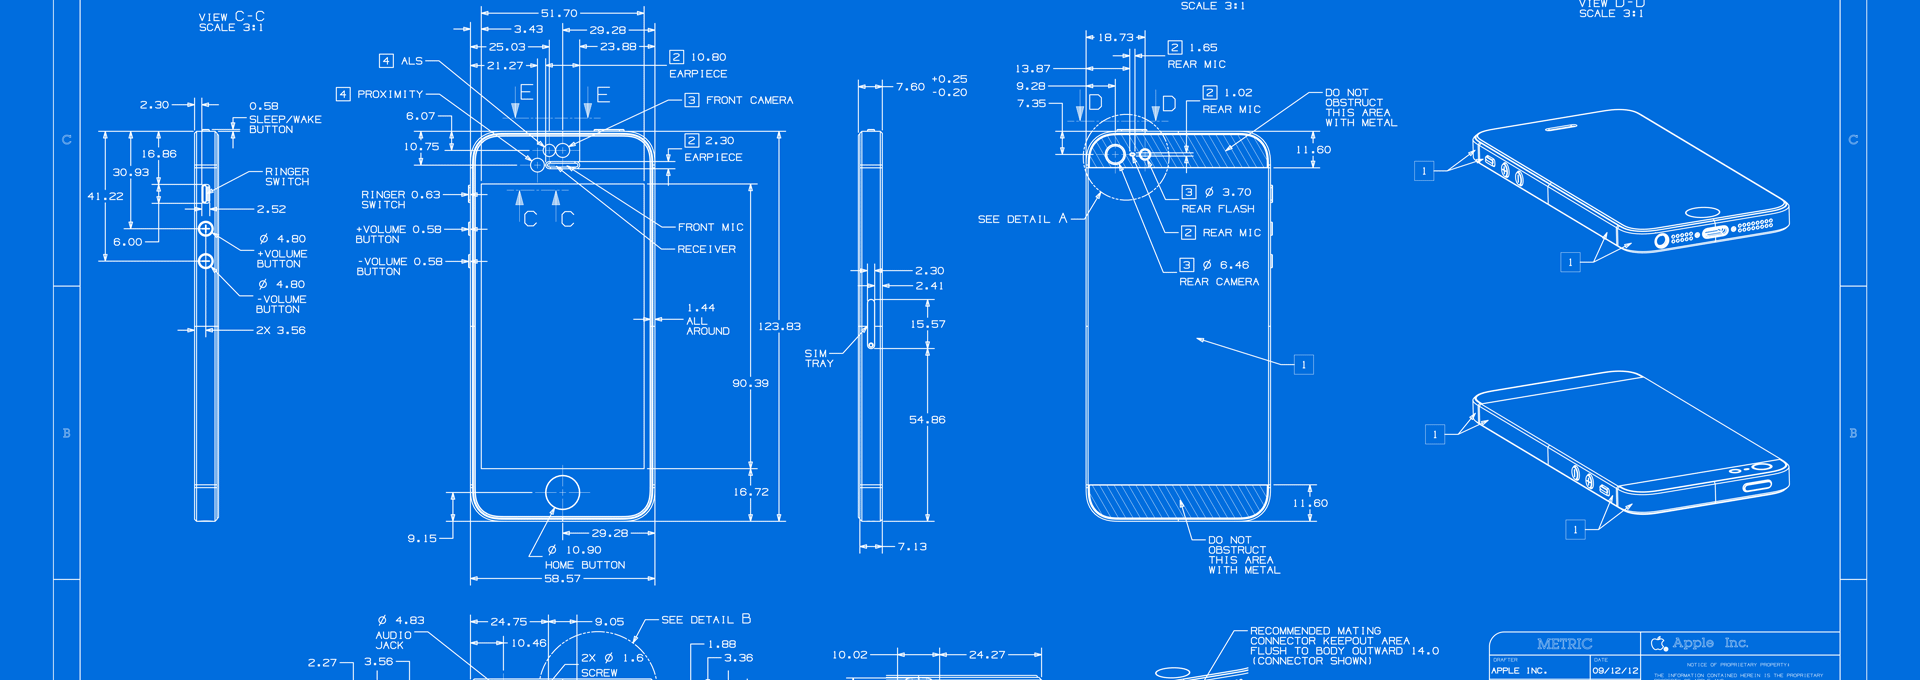 VIEW C-C
SCALE 3:1
SCALE 3:1
VIEW D-D
SCALE 3:1
C
B
C
B
2.30
0.58
SLEEP/WAKE
BUTTON
16.86
30.93
41.22
RINGER
SWITCH
2.52
6.00
Ø 4.80
+VOLUME
BUTTON
Ø 4.80
-VOLUME
BUTTON
2X 3.56
51.70
3.43
29.28
25.03
23.88
21.27
4 ALS
2 10.80
EARPIECE
4 PROXIMITY
E
E
3 FRONT CAMERA
6.07
10.75
2 2.30
EARPIECE
RINGER 0.63
SWITCH
C
C
+VOLUME 0.58
BUTTON
-VOLUME 0.58
BUTTON
FRONT MIC
RECEIVER
1.44
ALL
AROUND
123.83
90.39
16.72
9.15
29.28
Ø 10.90
HOME BUTTON
58.57
7.60 +0.25
-0.20
2.30
2.41
15.57
SIM
TRAY
54.86
7.13
18.73
2 1.65
REAR MIC
13.87
9.28
7.35
D
D
2 1.02
REAR MIC
DO NOT
OBSTRUCT
THIS AREA
WITH METAL
11.60
3 Ø 3.70
REAR FLASH
SEE DETAIL A
2 REAR MIC
3 Ø 6.46
REAR CAMERA
1
11.60
DO NOT
OBSTRUCT
THIS AREA
WITH METAL
1
1
1
1
Ø 4.83
AUDIO
JACK
24.75
9.05
SEE DETAIL B
10.46
2.27
3.56
2X Ø 1.6
SCREW
1.88
3.36
10.02
24.27
RECOMMENDED MATING
CONNECTOR KEEPOUT AREA
FLUSH TO BODY OUTWARD 14.0
(CONNECTOR SHOWN)
METRIC
Apple Inc.
DRAFTER
APPLE INC.
DATE
09/12/12
NOTICE OF PROPRIETARY PROPERTY:
THE INFORMATION CONTAINED HEREIN IS THE PROPRIETARY